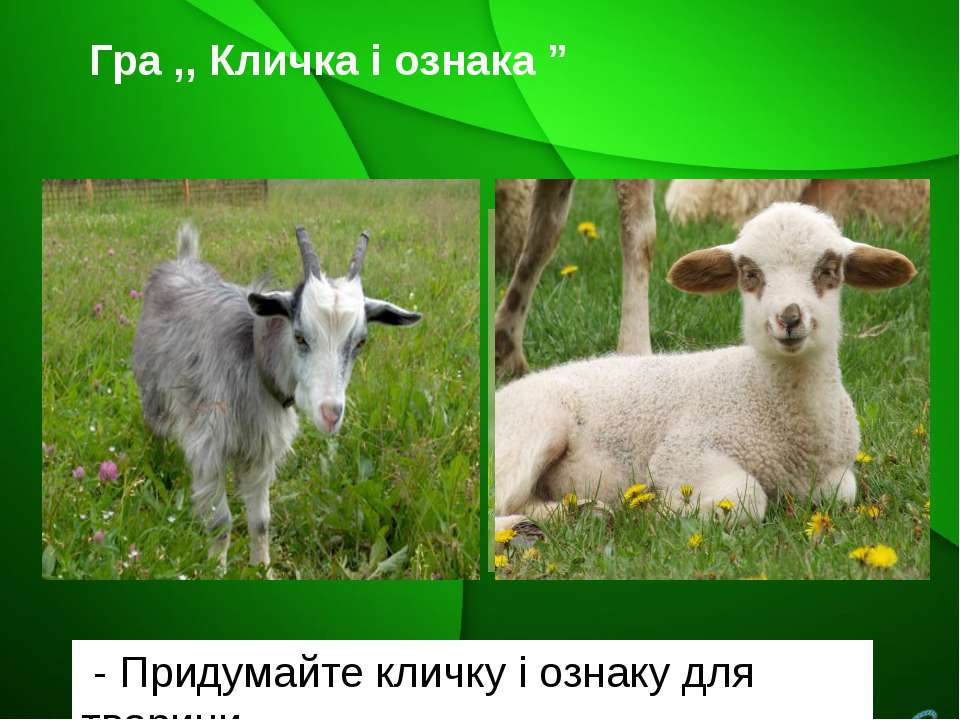 Гра ,, Кличка і ознака ”
- Придумайте кличку і ознаку для